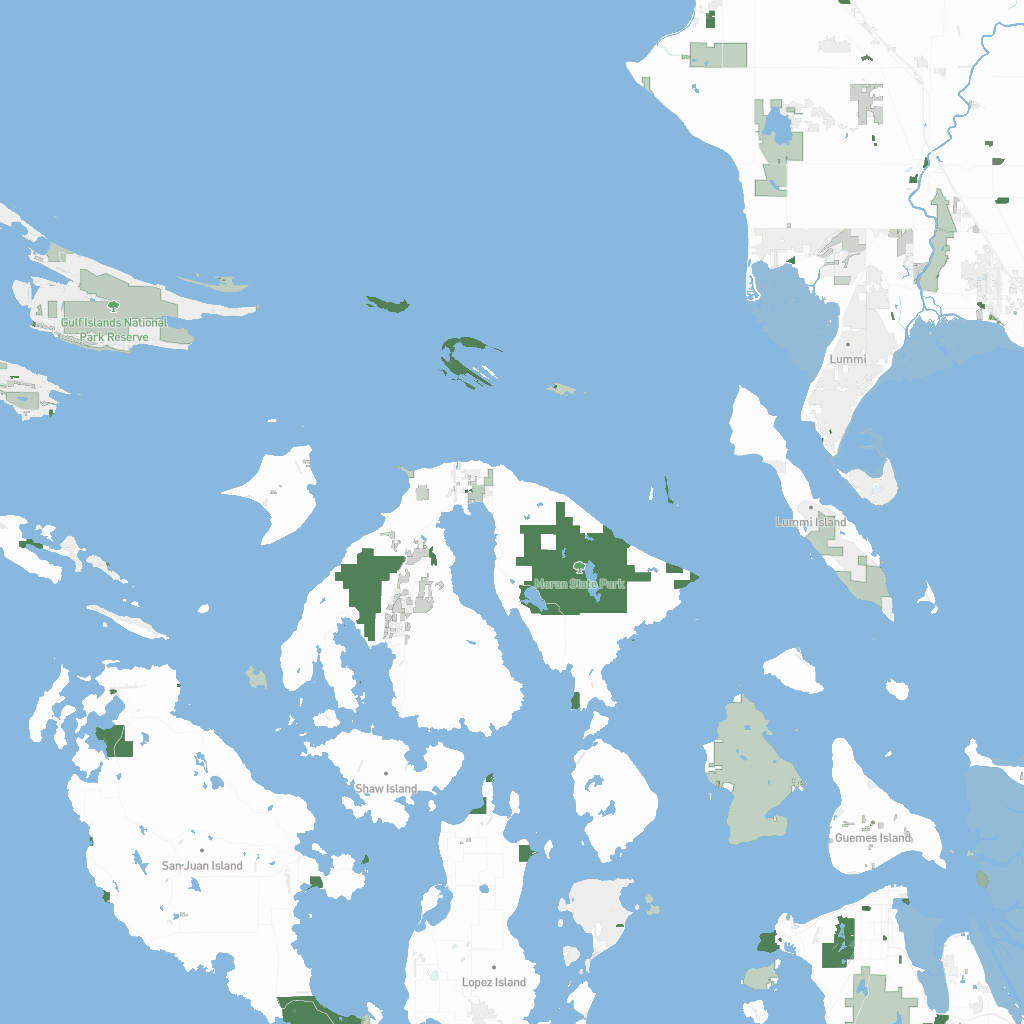 Gulf Islands National
Park Reserve
Lummi
Lummi Island
Moran State Park
Shaw Island
Guemes Island
San Juan Island
Lopez Island